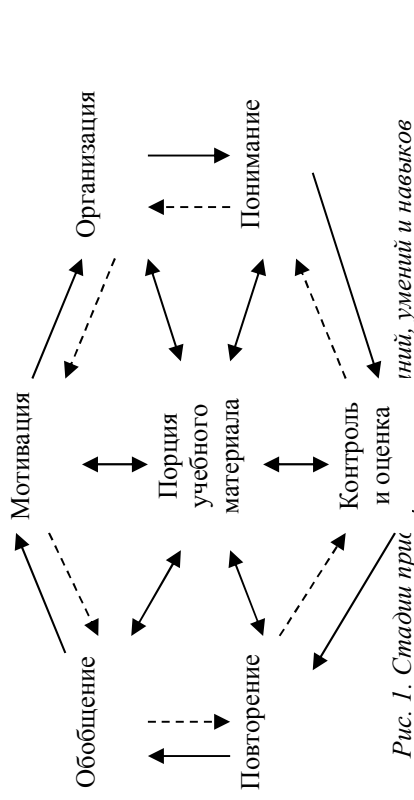 Мотивация
Обобщение
Организация
Порция
учебного
материала
Повторение
Понимание
Контроль
и оценка
Рис. 1. Стадии умений и навыков